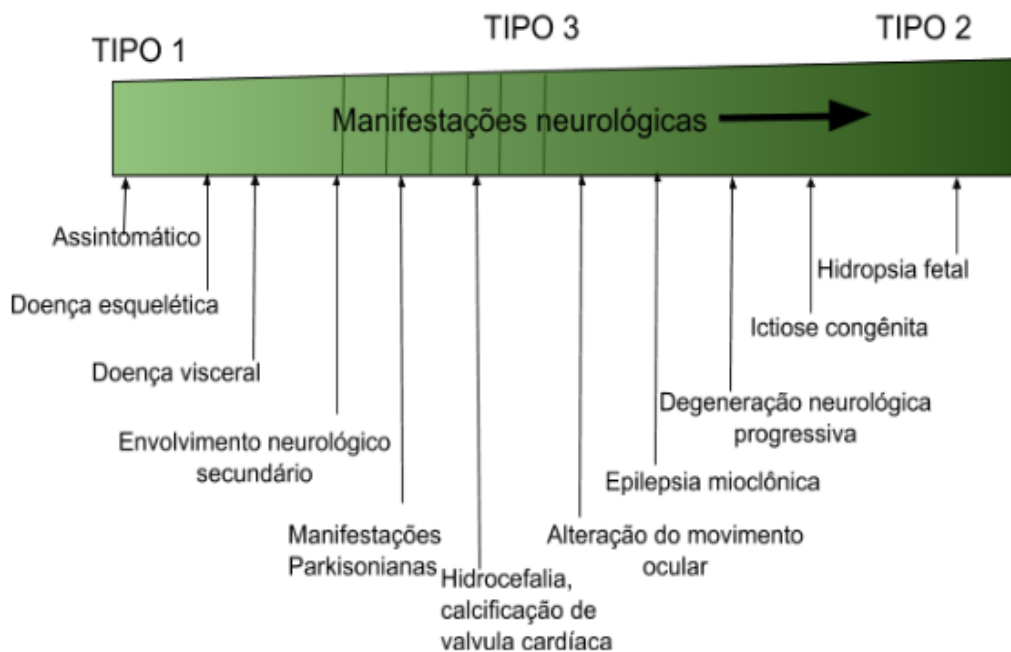 TIPO 1
TIPO 3
TIPO 2
Manifestações neurológicas
Assintomático
Doença esquelética
Doença visceral
Envolvimento neurológico
secundário
Manifestações
Parkisonianas
Hidrocefalia,
calcificação de
valvula cardíaca
Alteração do movimento
ocular
Epilepsia mioclônica
Degeneração neurológica
progressiva
Ictiose congênita
Hidropsia fetal